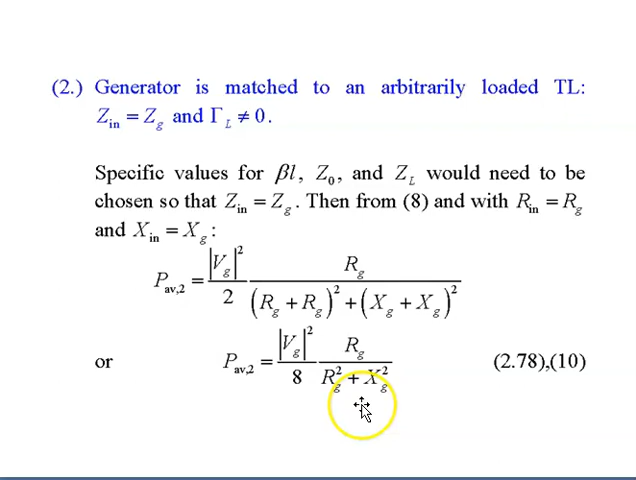 (2.) Generator is matched to an arbitrarily loaded TL:
Z_in = Z_g and Γ_L ≠ 0.
Specific values for βl, Z_0, and Z_L would need to be
chosen so that Z_in = Z_g. Then from (8) and with R_in = R_g
and X_in = X_g:
P_av,2 = |V_g|^2 / 2 R_g / ((R_g + R_g)^2 + (X_g + X_g)^2)
or P_av,2 = |V_g|^2 / 8 R_g / (R_g^2 + X_g^2) (2.78),(10)